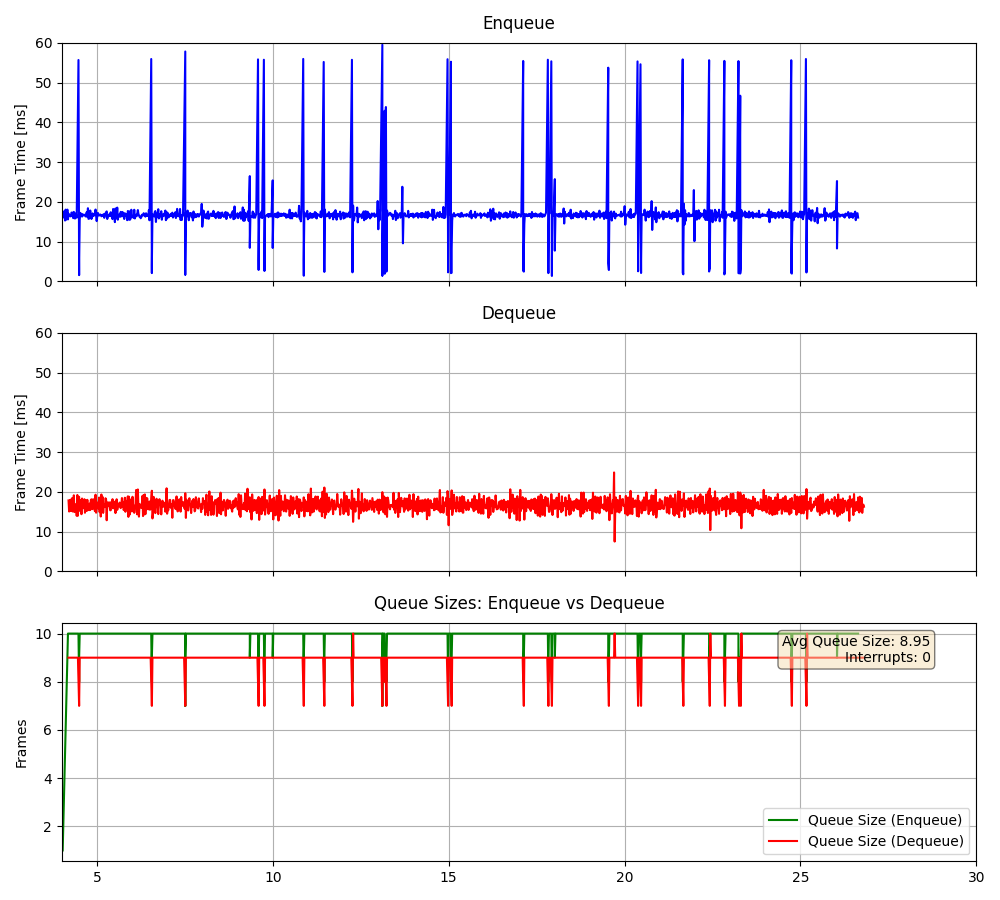 Enqueue
Frame Time [ms]
60
50
40
30
20
10
0
Dequeue
Frame Time [ms]
60
50
40
30
20
10
0
Queue Sizes: Enqueue vs Dequeue
Frames
10
8
6
4
2
Avg Queue Size: 8.95
Interrupts: 0
Queue Size (Enqueue)
Queue Size (Dequeue)
5 10 15 20 25 30